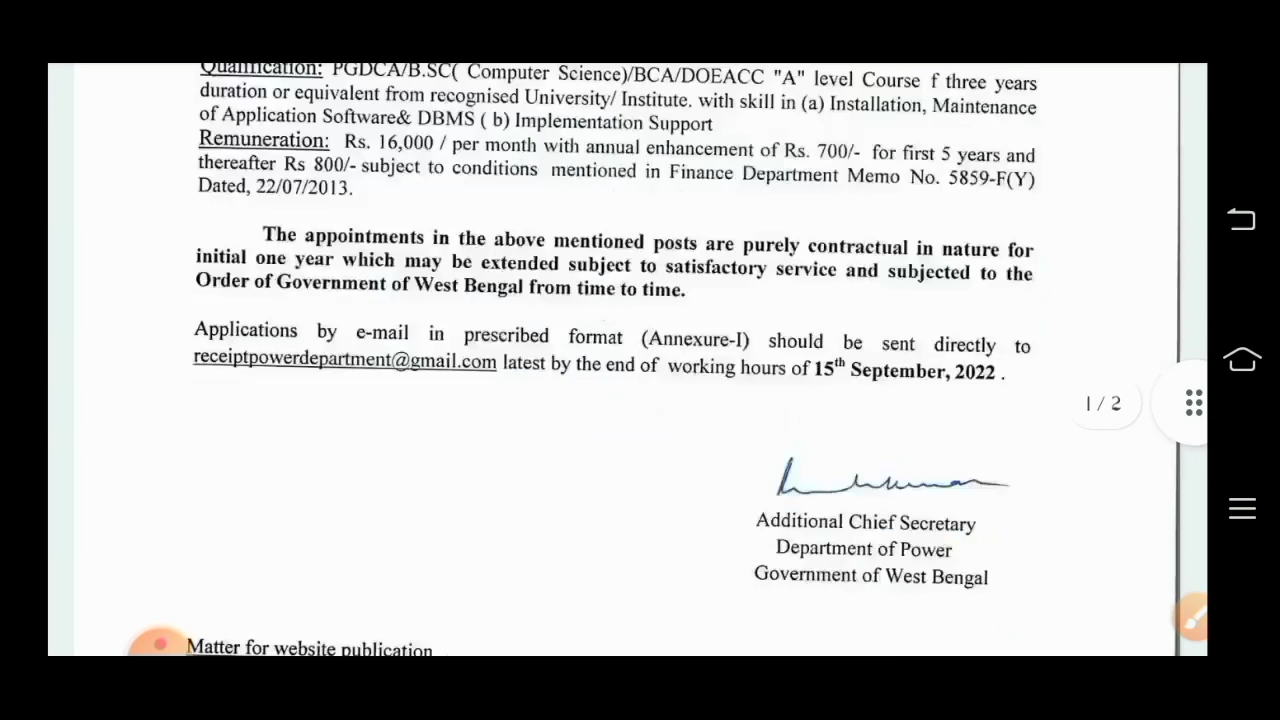 Qualification: PGDCA/B.SC( Computer Science)/BCA/DOEACC "A" level Course f three years
duration or equivalent from recognised University/ Institute. with skill in (a) Installation, Maintenance
of Application Software& DBMS ( b) Implementation Support
Remuneration: Rs. 16,000 / per month with annual enhancement of Rs. 700/- for first 5 years and
thereafter Rs 800/- subject to conditions mentioned in Finance Department Memo No. 5859-F(Y)
Dated, 22/07/2013.
The appointments in the above mentioned posts are purely contractual in nature for
initial one year which may be extended subject to satisfactory service and subjected to the
Order of Government of West Bengal from time to time.
Applications by e-mail in prescribed format (Annexure-I) should be sent directly to
receiptpowerdepartment@gmail.com latest by the end of working hours of 15th September, 2022 .
1 / 2
Additional Chief Secretary
Department of Power
Government of West Bengal
Matter for website publication